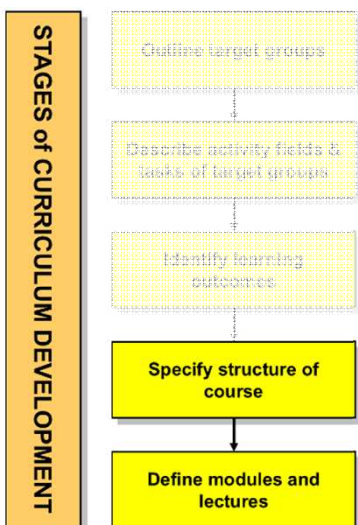 STAGES of CURRICULUM DEVELOPMENT
Outline target groups
Describe activity fields &
tasks of target groups
Identify learning
outcomes
Specify structure of
course
Define modules and
lectures